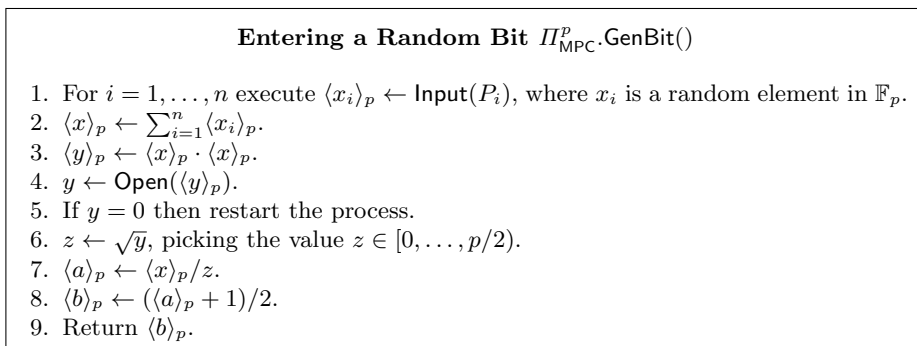 Entering a Random Bit Π^p_MPC.GenBit()
1. For i = 1, . . . , n execute ⟨x_i⟩_p ← Input(P_i), where x_i is a random element in 𝔽_p.
2. ⟨x⟩_p ← ∑_{i=1}^n ⟨x_i⟩_p.
3. ⟨y⟩_p ← ⟨x⟩_p · ⟨x⟩_p.
4. y ← Open(⟨y⟩_p).
5. If y = 0 then restart the process.
6. z ← √y, picking the value z ∈ [0, . . . , p/2).
7. ⟨a⟩_p ← ⟨x⟩_p/z.
8. ⟨b⟩_p ← (⟨a⟩_p + 1)/2.
9. Return ⟨b⟩_p.